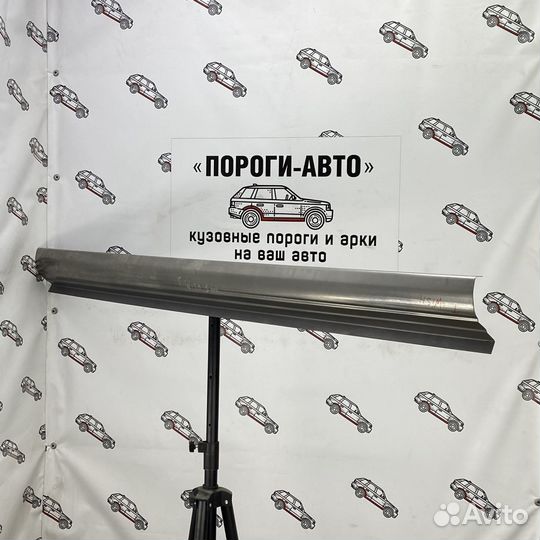 «ПОРОГИ-АВТО»
кузовные пороги и арки
на ваш авто
Avito